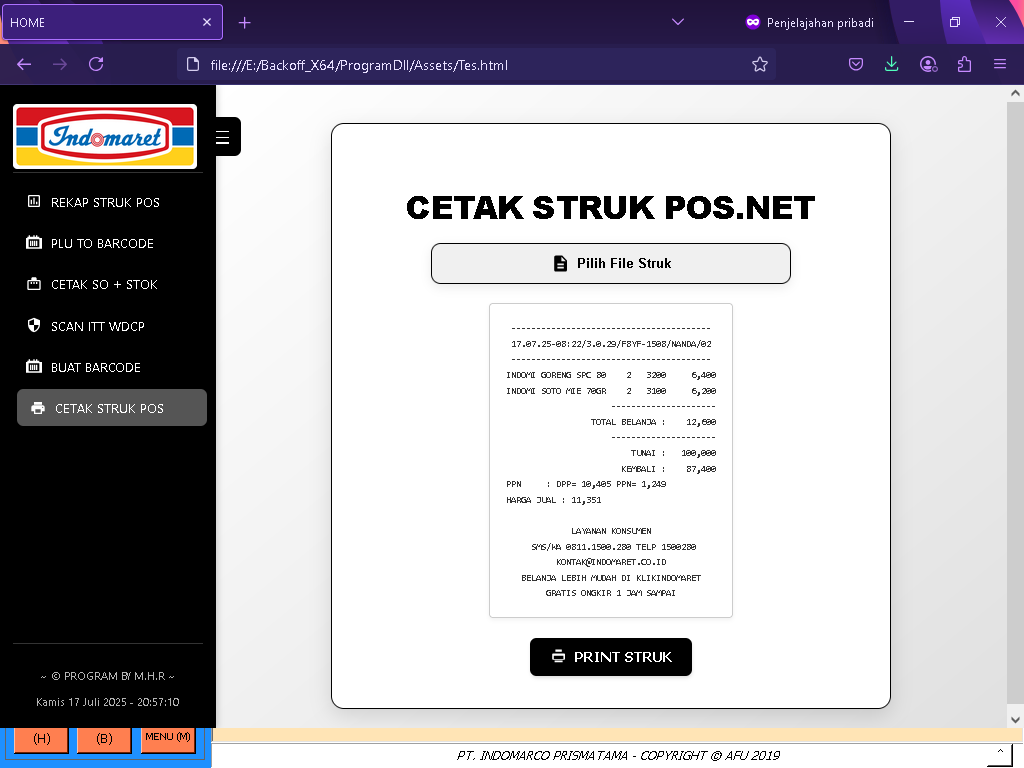 HOME
Penjelajahan pribadi
file:///E:/Backoff_X64/ProgramDll/Assets/Tes.html
Indomaret
REKAP STRUK POS
PLU TO BARCODE
CETAK SO + STOK
SCAN ITT WDCP
BUAT BARCODE
CETAK STRUK POS
~ © PROGRAM BY M.H.R ~
Kamis 17 Juli 2025 - 20:57:10
(H) (B) MENU (M)
CETAK STRUK POS.NET
Pilih File Struk
----------------------------------------
17.07.25-08:22/3.0.29/F8YF-1508/NANDA/02
----------------------------------------
INDOMI GORENG SPC 80 2 3200 6,400
INDOMI SOTO MIE 70GR 2 3100 6,200
---------------------
TOTAL BELANJA : 12,600
---------------------
TUNAI : 100,000
KEMBALI : 87,400
PPN : DPP= 10,405 PPN= 1,249
HARGA JUAL : 11,351
LAYANAN KONSUMEN
SMS/WA 0811.1500.280 TELP 1500280
KONTAK@INDOMARET.CO.ID
BELANJA LEBIH MUDAH DI KLIKINDOMARET
GRATIS ONGKIR 1 JAM SAMPAI
PRINT STRUK
PT. INDOMARCO PRISMATAMA - COPYRIGHT © AFU 2019